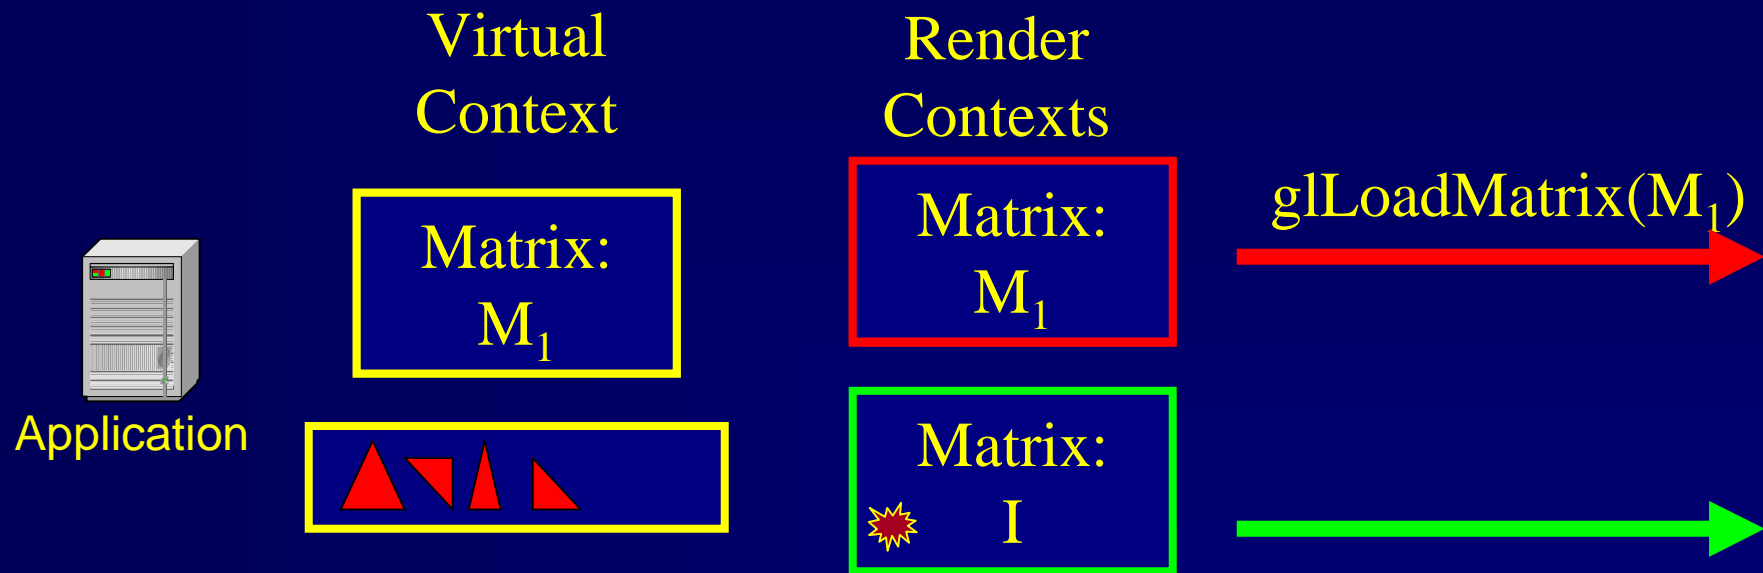 Virtual
Context
Render
Contexts
Matrix:
M₁
Matrix:
M₁
glLoadMatrix(M₁)
Application
Matrix:
I